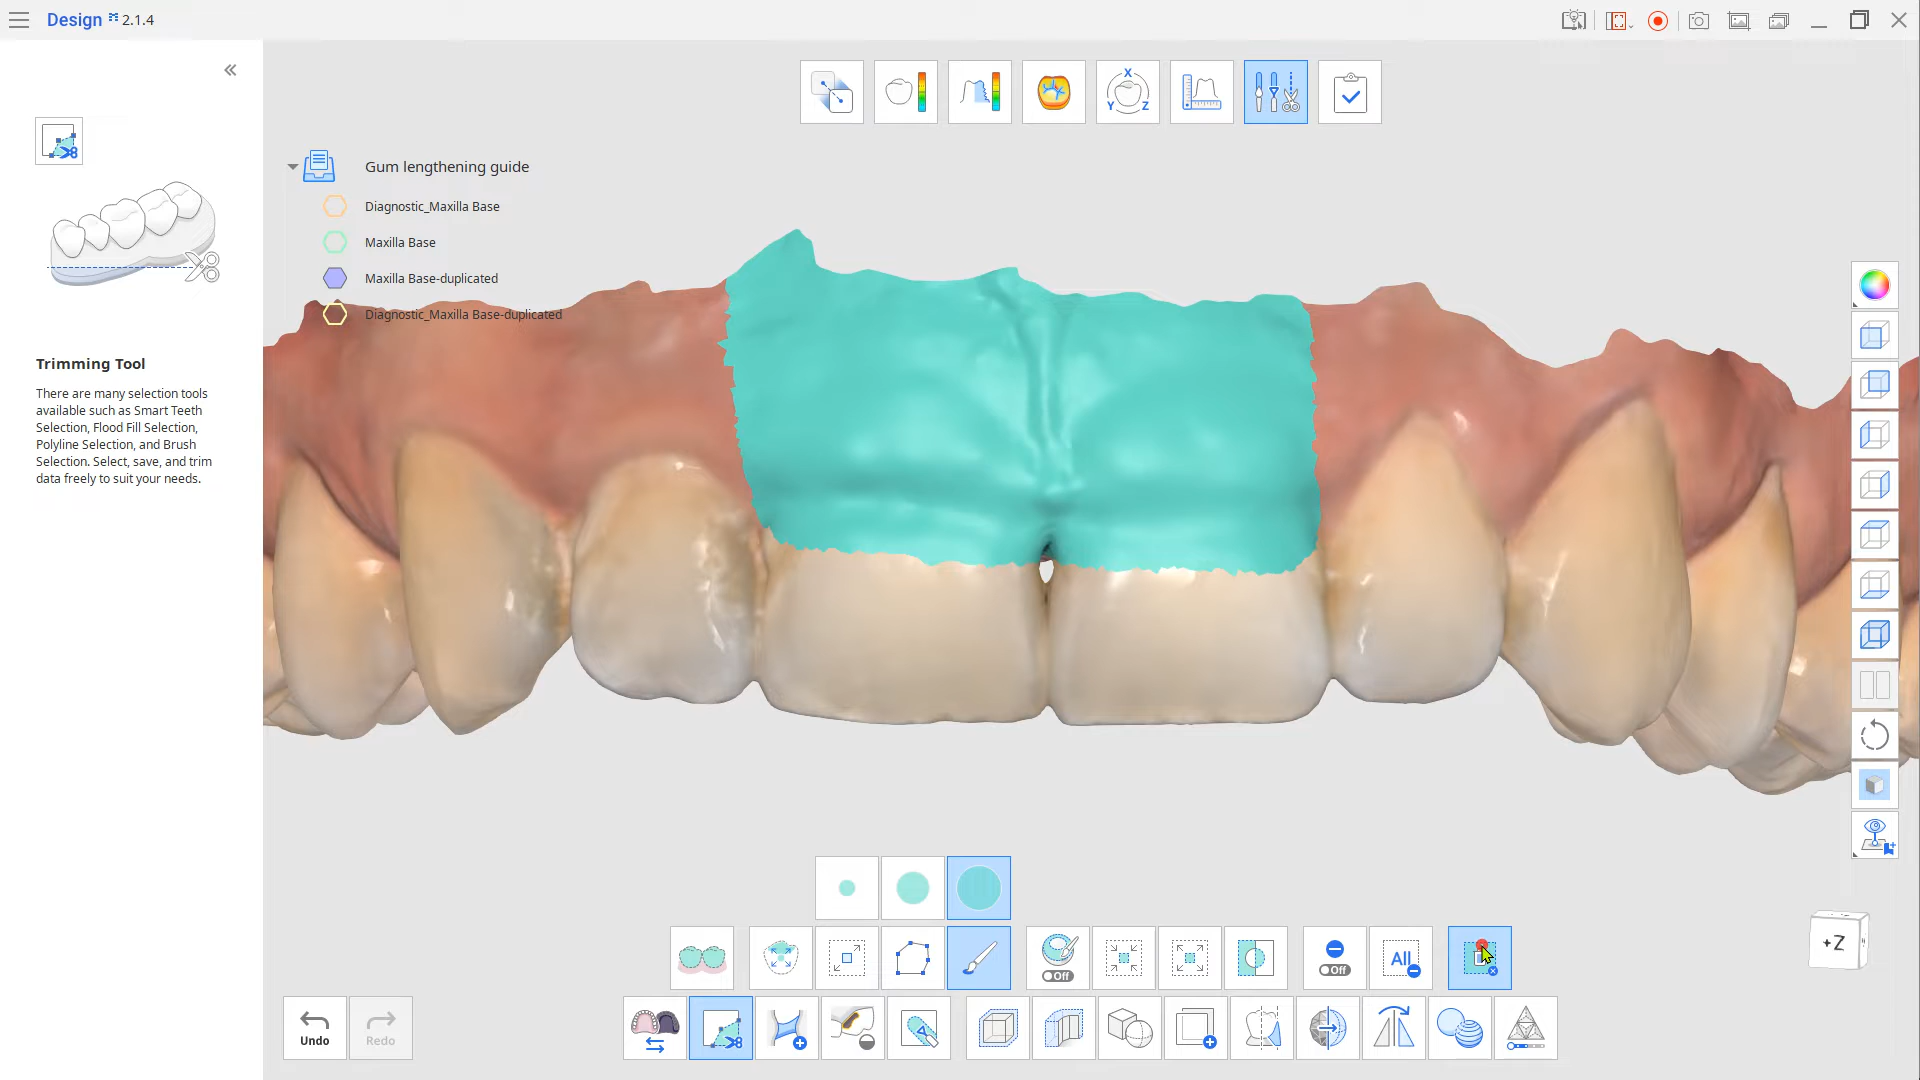 Design 2.1.4
Gum lengthening guide
Diagnostic_Maxilla Base
Maxilla Base
Maxilla Base-duplicated
Diagnostic_Maxilla Base-duplicated
Trimming Tool
There are many selection tools
available such as Smart Teeth
Selection, Flood Fill Selection,
Polyline Selection, and Brush
Selection. Select, save, and trim
data freely to suit your needs.
X
Y Z
+Z
Off
Off
All
Undo
Redo